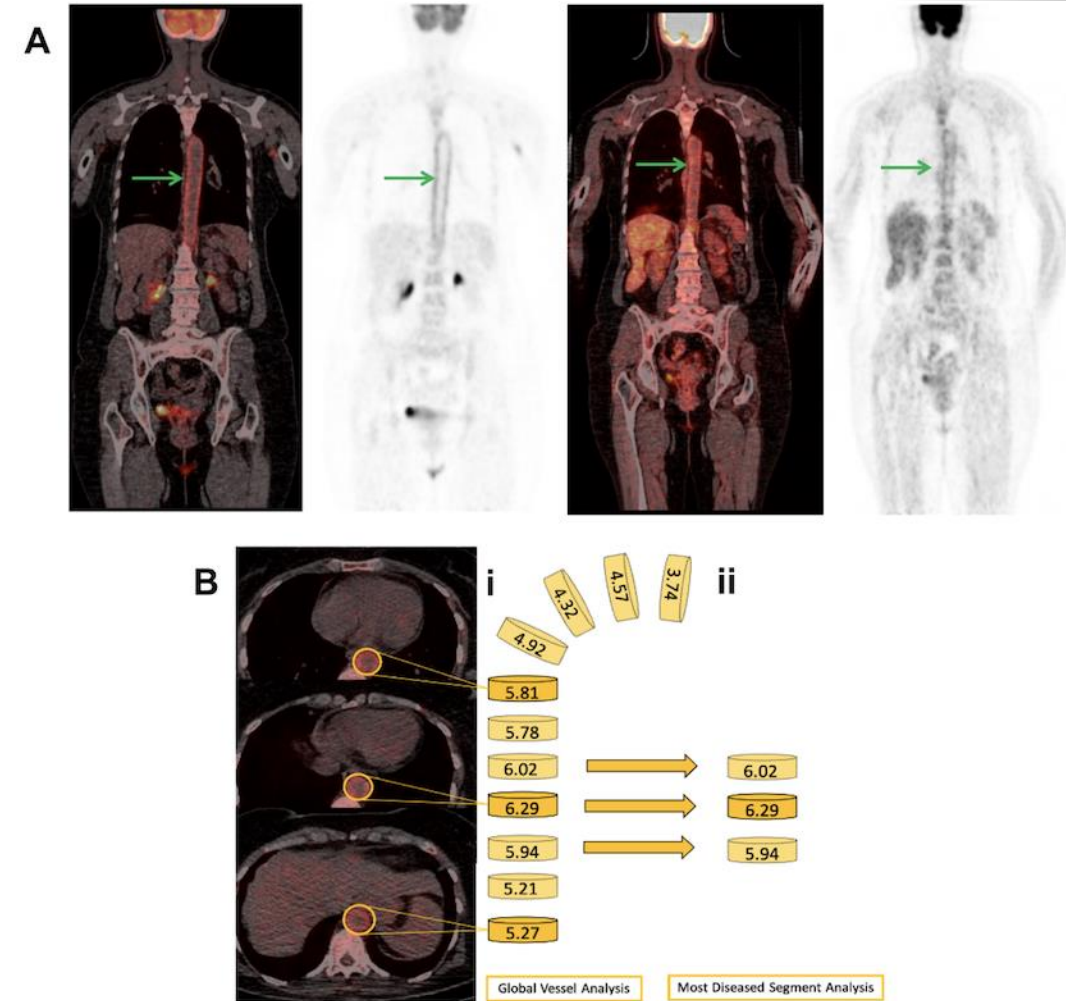 A
B
i
ii
4.92
4.32
4.57
3.74
5.81
5.78
6.02
6.02
6.29
6.29
5.94
5.94
5.21
5.27
Global Vessel Analysis
Most Diseased Segment Analysis